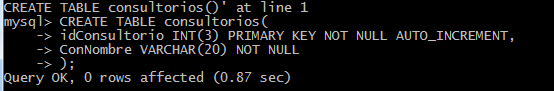 CREATE TABLE consultorios()' at line 1
mysql> CREATE TABLE consultorios(
    -> idConsultorio INT(3) PRIMARY KEY NOT NULL AUTO_INCREMENT,
    -> ConNombre VARCHAR(20) NOT NULL
    -> );
Query OK, 0 rows affected (0.87 sec)